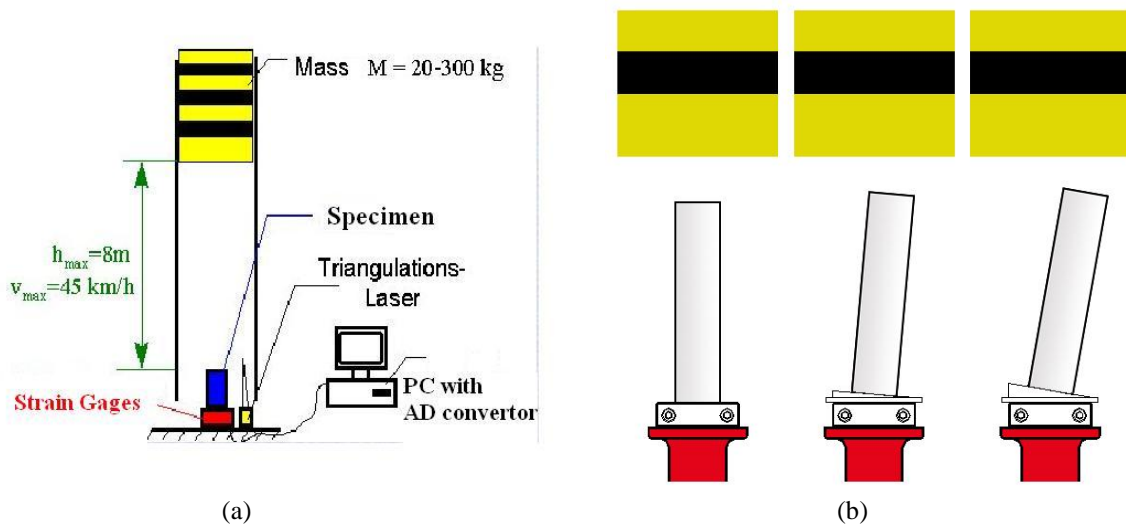 Mass M = 20-300 kg
Specimen
h_max=8m
v_max=45 km/h
Triangulations-
Laser
PC with
AD convertor
Strain Gages
(a)
(b)